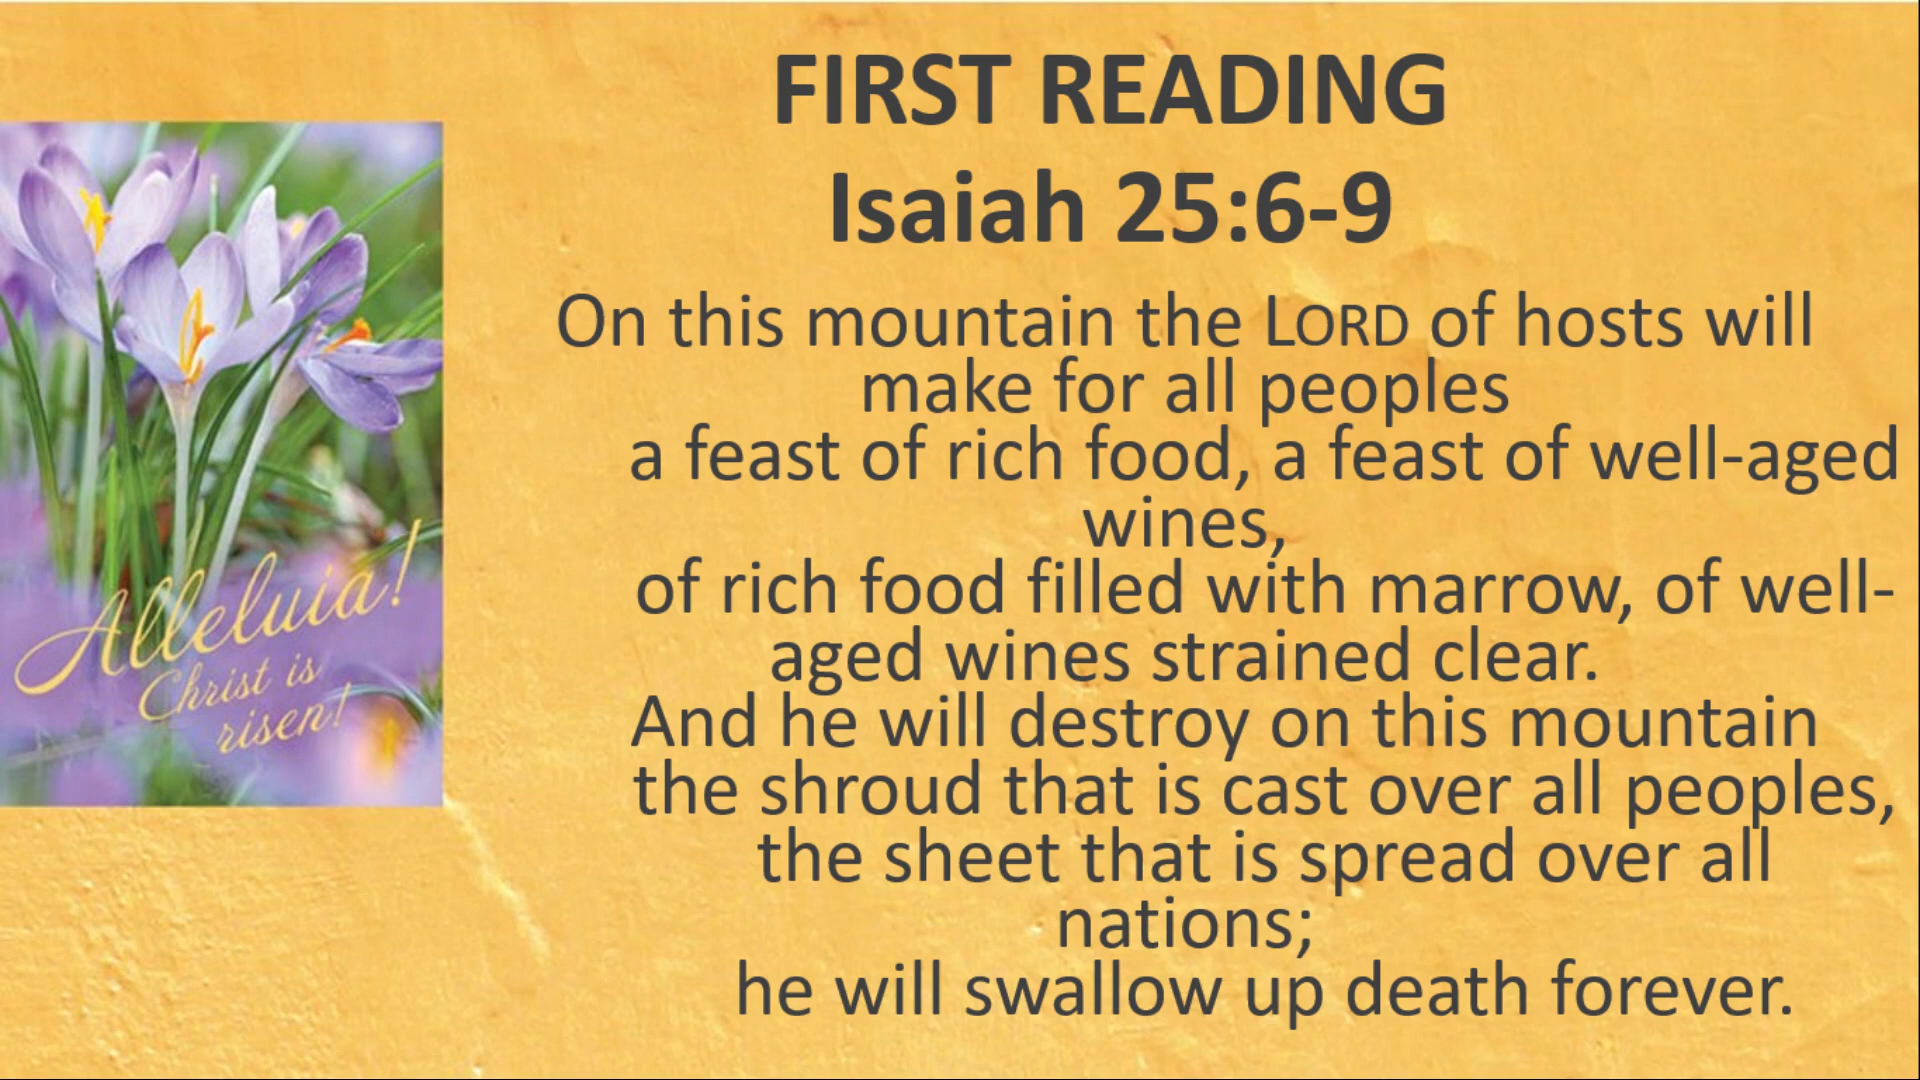 FIRST READING
Isaiah 25:6-9
On this mountain the LORD of hosts will
make for all peoples
a feast of rich food, a feast of well-aged
wines,
of rich food filled with marrow, of well-
aged wines strained clear.
And he will destroy on this mountain
the shroud that is cast over all peoples,
the sheet that is spread over all
nations;
he will swallow up death forever.
Alleluia!
Christ is
risen!